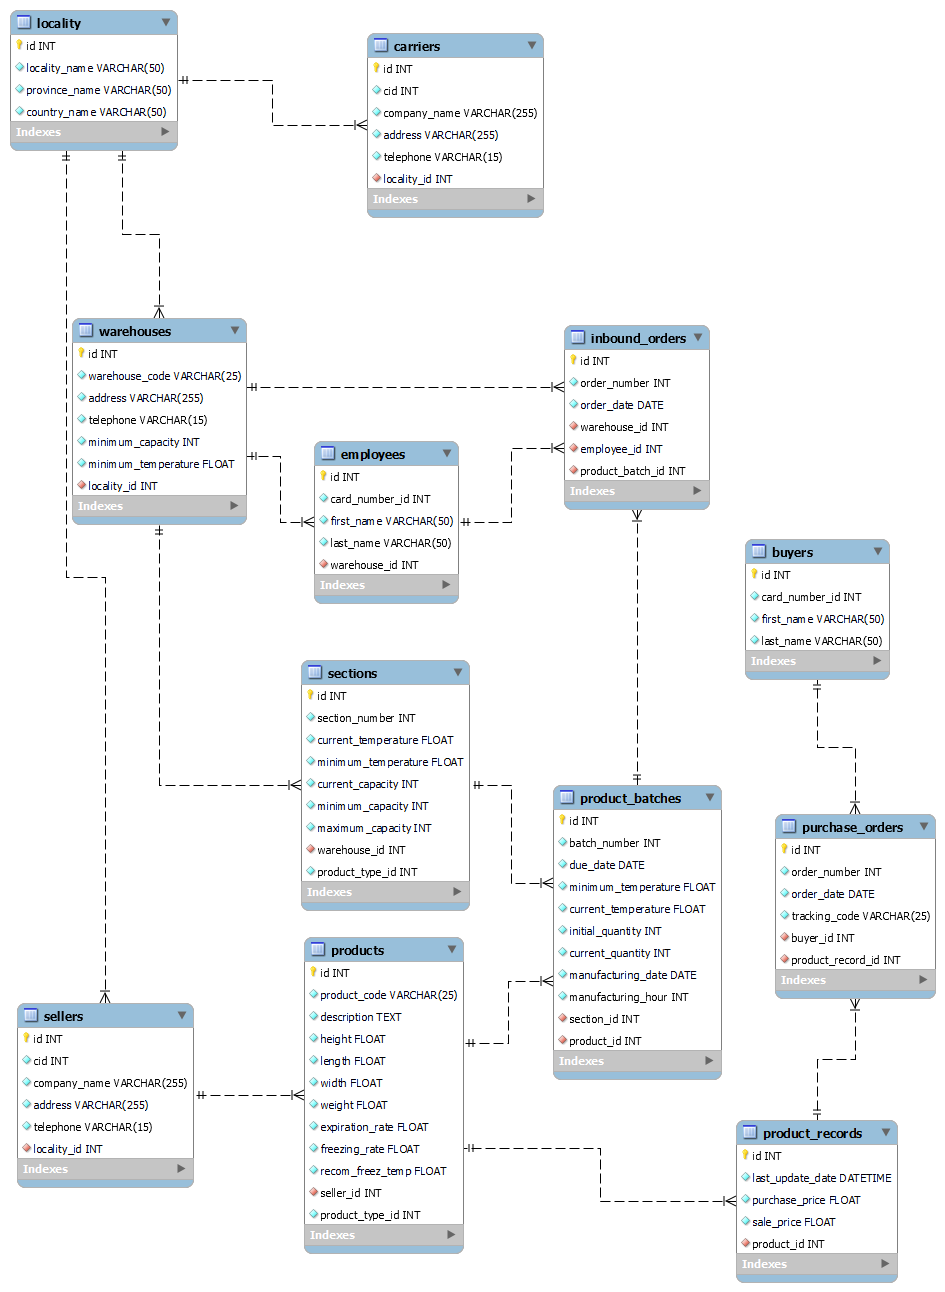 locality
id INT
locality_name VARCHAR(50)
province_name VARCHAR(50)
country_name VARCHAR(50)
Indexes
carriers
id INT
cid INT
company_name VARCHAR(255)
address VARCHAR(255)
telephone VARCHAR(15)
locality_id INT
Indexes
warehouses
id INT
warehouse_code VARCHAR(25)
address VARCHAR(255)
telephone VARCHAR(15)
minimum_capacity INT
minimum_temperature FLOAT
locality_id INT
Indexes
inbound_orders
id INT
order_number INT
order_date DATE
warehouse_id INT
employee_id INT
product_batch_id INT
Indexes
employees
id INT
card_number_id INT
first_name VARCHAR(50)
last_name VARCHAR(50)
warehouse_id INT
Indexes
buyers
id INT
card_number_id INT
first_name VARCHAR(50)
last_name VARCHAR(50)
Indexes
sections
id INT
section_number INT
current_temperature FLOAT
minimum_temperature FLOAT
current_capacity INT
minimum_capacity INT
maximum_capacity INT
warehouse_id INT
product_type_id INT
Indexes
product_batches
id INT
batch_number INT
due_date DATE
minimum_temperature FLOAT
current_temperature FLOAT
initial_quantity INT
current_quantity INT
manufacturing_date DATE
manufacturing_hour INT
section_id INT
product_id INT
Indexes
purchase_orders
id INT
order_number INT
order_date DATE
tracking_code VARCHAR(25)
buyer_id INT
product_record_id INT
Indexes
products
id INT
product_code VARCHAR(25)
description TEXT
height FLOAT
length FLOAT
width FLOAT
weight FLOAT
expiration_rate FLOAT
freezing_rate FLOAT
recom_freez_temp FLOAT
seller_id INT
product_type_id INT
Indexes
sellers
id INT
cid INT
company_name VARCHAR(255)
address VARCHAR(255)
telephone VARCHAR(15)
locality_id INT
Indexes
product_records
id INT
last_update_date DATETIME
purchase_price FLOAT
sale_price FLOAT
product_id INT
Indexes